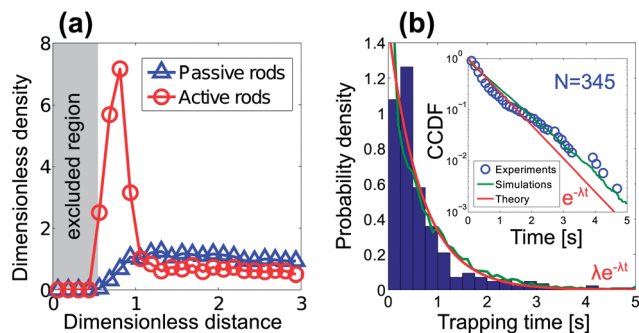 (a)
8
6
4
2
0
Dimensionless density
excluded region
Passive rods
Active rods
0 1 2 3
Dimensionless distance
(b)
1.4
1.2
1.0
0.8
0.6
0.4
0.2
0
Probability density
λe^-λt
0 1 2 3 4 5
Trapping time [s]
10^0
10^-1
10^-2
10^-3
CCDF
N=345
Experiments
Simulations
Theory
e^-λt
0 1 2 3 4 5
Time [s]